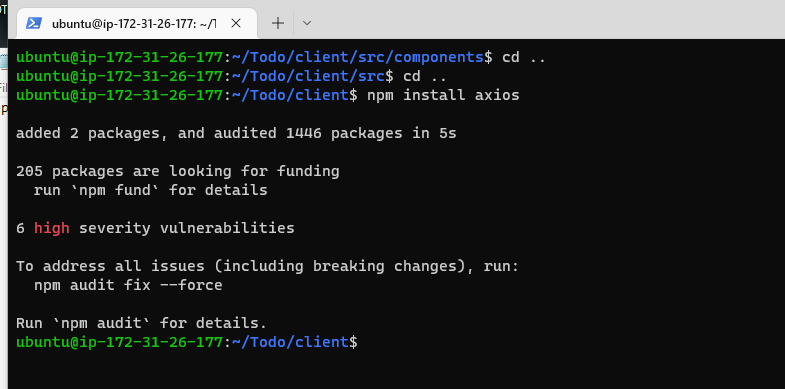 ubuntu@ip-172-31-26-177: ~/T
ubuntu@ip-172-31-26-177:~/Todo/client/src/components$ cd ..
ubuntu@ip-172-31-26-177:~/Todo/client/src$ cd ..
ubuntu@ip-172-31-26-177:~/Todo/client$ npm install axios
added 2 packages, and audited 1446 packages in 5s
205 packages are looking for funding
  run `npm fund` for details
6 high severity vulnerabilities
To address all issues (including breaking changes), run:
  npm audit fix --force
Run `npm audit` for details.
ubuntu@ip-172-31-26-177:~/Todo/client$